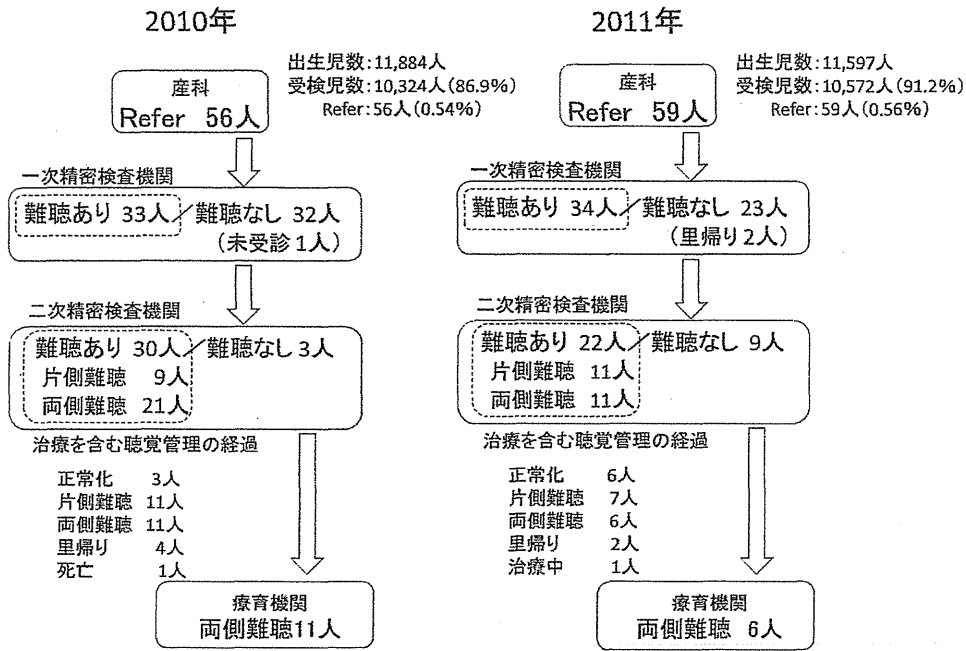 2010年
出生児数:11,884人
受検児数:10,324人(86.9%)
Refer:56人(0.54%)
産科
Refer 56人
一次精密検査機関
難聴あり 33人/難聴なし 32人
(未受診1人)
二次精密検査機関
難聴あり 30人/難聴なし 3人
片側難聴 9人
両側難聴 21人
治療を含む聴覚管理の経過
正常化 3人
片側難聴 11人
両側難聴 11人
里帰り 4人
死亡 1人
療育機関
両側難聴11人
2011年
出生児数:11,597人
受検児数:10,572人(91.2%)
Refer:59人(0.56%)
産科
Refer 59人
一次精密検査機関
難聴あり 34人/難聴なし 23人
(里帰り2人)
二次精密検査機関
難聴あり 22人/難聴なし 9人
片側難聴 11人
両側難聴 11人
治療を含む聴覚管理の経過
正常化 6人
片側難聴 7人
両側難聴 6人
里帰り 2人
治療中 1人
療育機関
両側難聴 6人